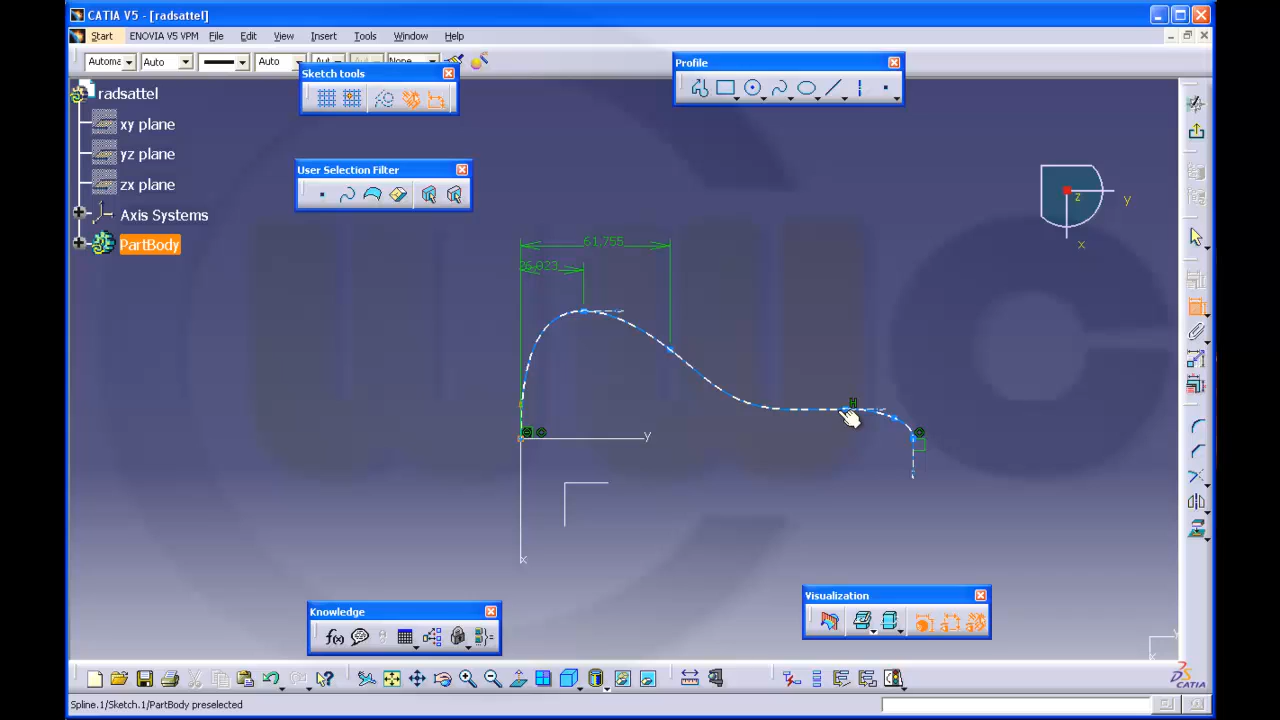 CATIA V5 - [radsattel]
Start ENOVIA V5 VPM File Edit View Insert Tools Window Help
Automa Auto Auto Aut None
Sketch tools
Profile
User Selection Filter
radsattel
xy plane
yz plane
zx plane
Axis Systems
PartBody
z
y
x
61,755
26,023
H
y
x
wuc
Knowledge
f(x)
Visualization
y
x
CATIA
Spline.1/Sketch.1/PartBody preselected